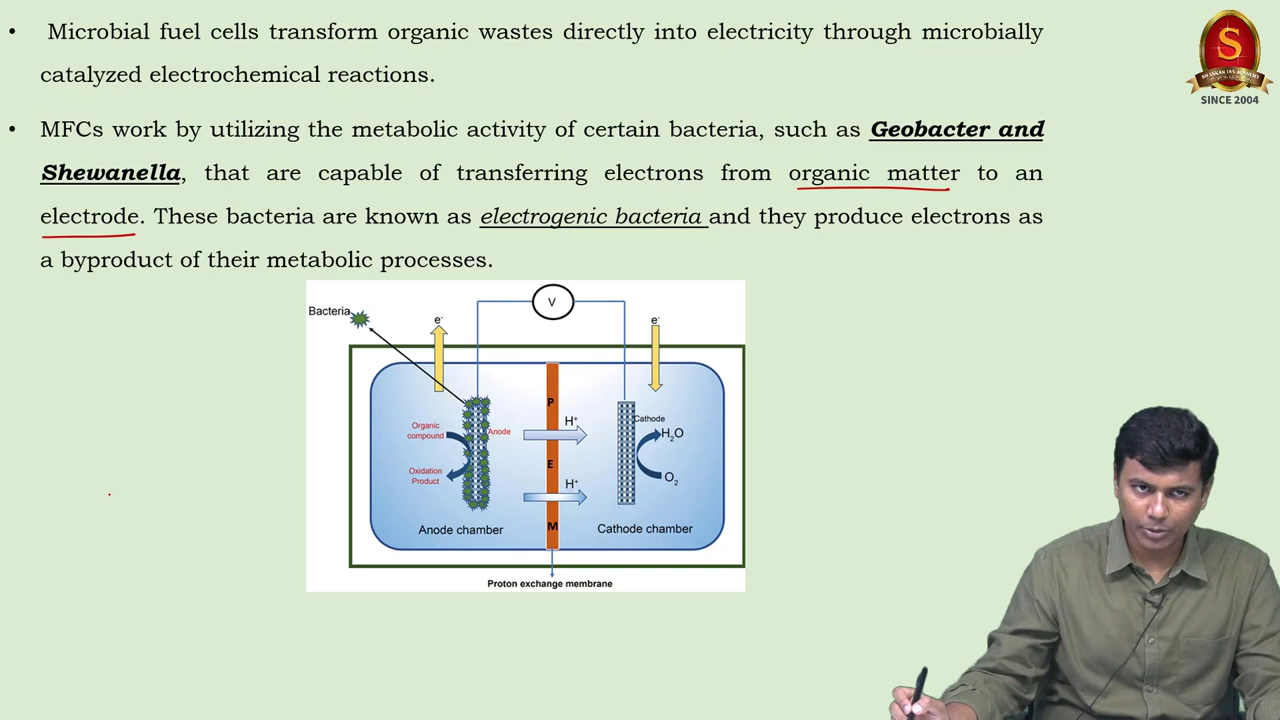 • Microbial fuel cells transform organic wastes directly into electricity through microbially
catalyzed electrochemical reactions.
• MFCs work by utilizing the metabolic activity of certain bacteria, such as Geobacter and
Shewanella, that are capable of transferring electrons from organic matter to an
electrode. These bacteria are known as electrogenic bacteria and they produce electrons as
a byproduct of their metabolic processes.
S
SINCE 2004
V
Bacteria
e-
e-
P
H+
Cathode
Organic
compound
Anode
H2O
E
Oxidation
Product
H+
O2
M
Anode chamber
Cathode chamber
Proton exchange membrane